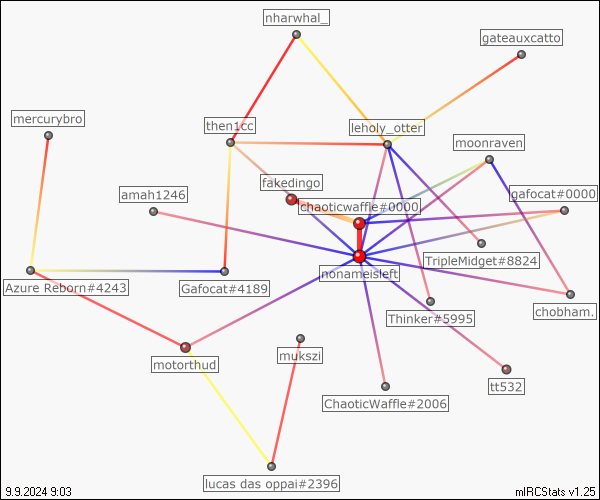 nharwhal_
gateauxcatto
mercurybro
then1cc
leholy_otter
moonraven
fakedingo
amah1246
gafocat#0000
chaoticwaffle#0000
TripleMidget#8824
nonameisleft
Azure Reborn#4243
Gafocat#4189
chobham.
Thinker#5995
mukszi
motorthud
tt532
ChaoticWaffle#2006
lucas das oppai#2396
9.9.2024 9:03
mIRCStats v1.25